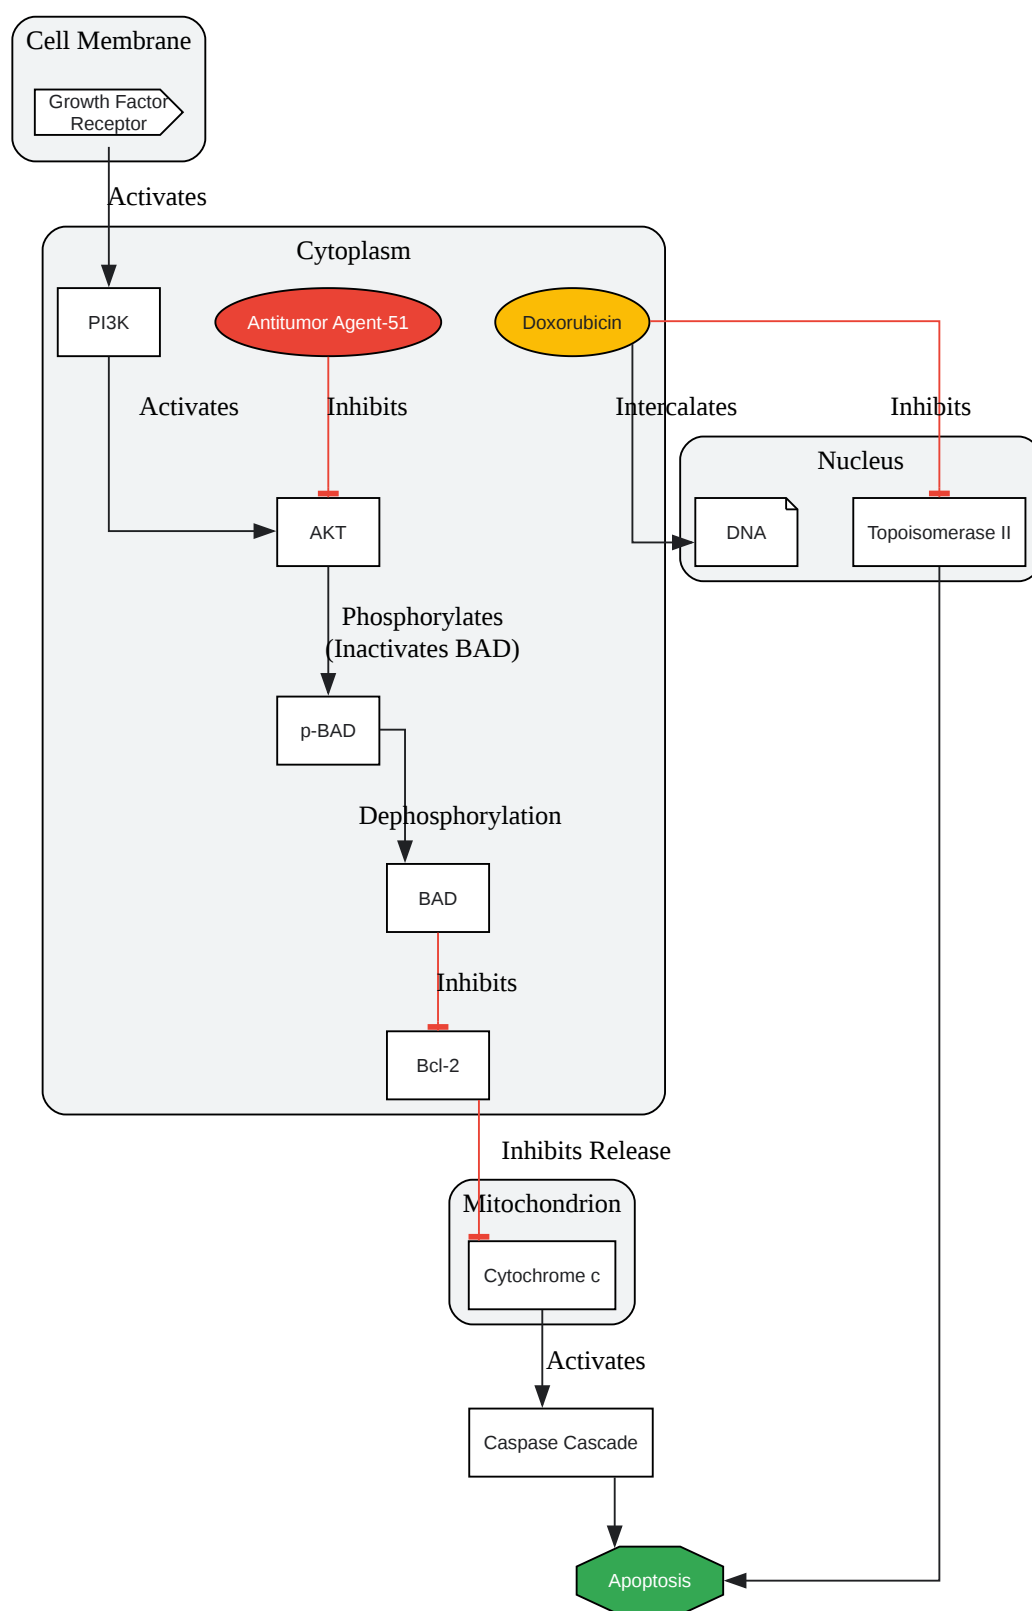 Cell Membrane
Growth Factor
Receptor
Activates
Cytoplasm
PI3K
Antitumor Agent-51
Doxorubicin
Activates
Inhibits
Intercalates
Inhibits
Nucleus
AKT
DNA
Topoisomerase II
Phosphorylates
(Inactivates BAD)
p-BAD
Dephosphorylation
BAD
Inhibits
Bcl-2
Inhibits Release
Mitochondrion
Cytochrome c
Activates
Caspase Cascade
Apoptosis